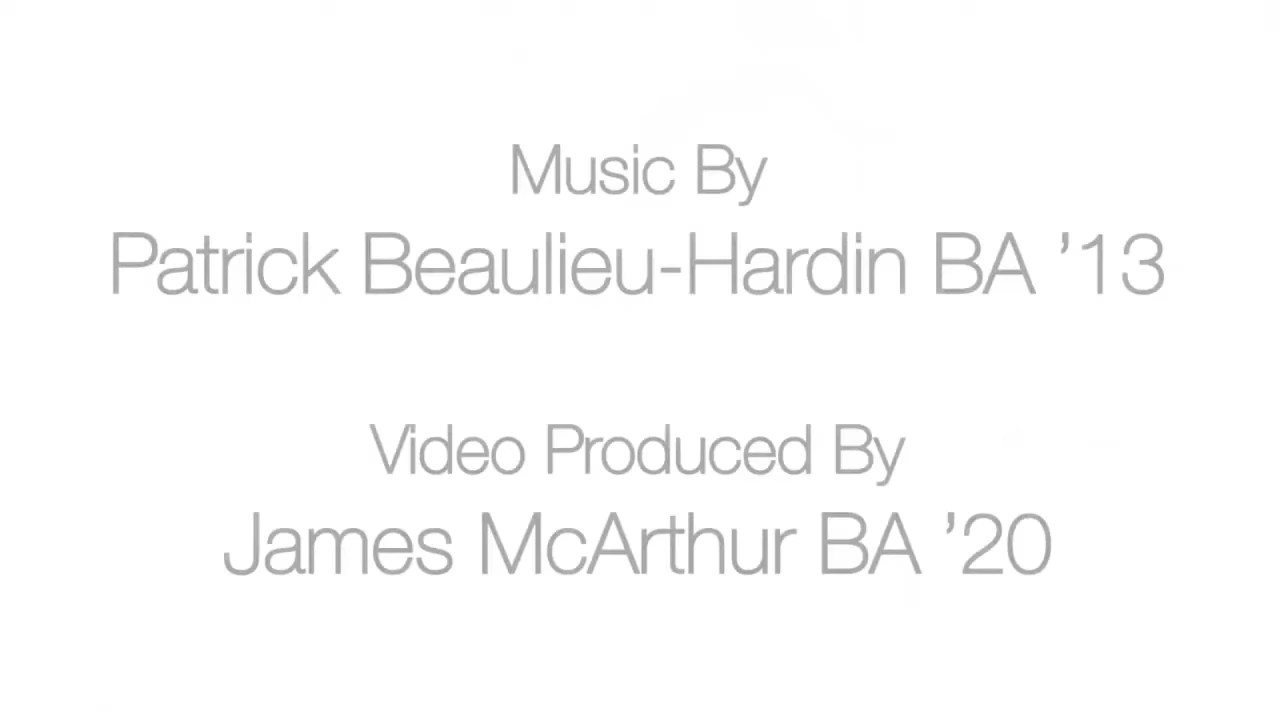 Music By
Patrick Beaulieu-Hardin BA ’13
Video Produced By
James McArthur BA ’20